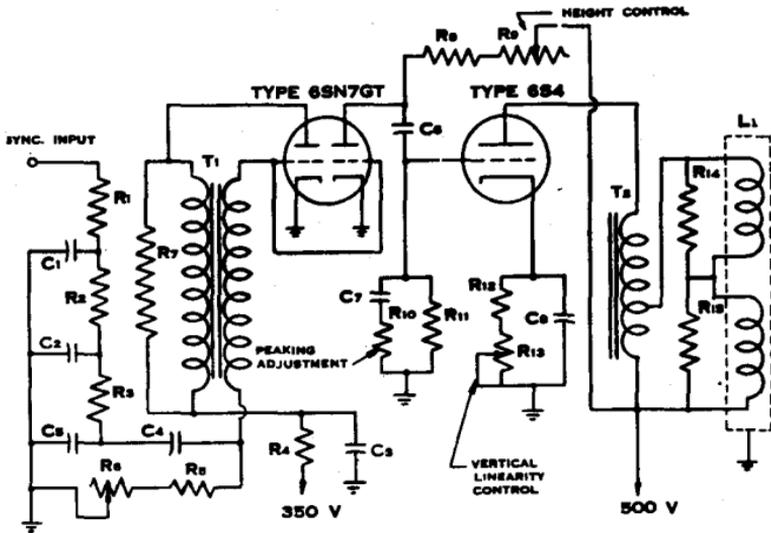 HEIGHT CONTROL
R8
R9
TYPE 6SN7GT
TYPE 6S4
C6
SYNC. INPUT
T1
L1
R1
R14
T2
C1
R7
R2
C7
R12
R10
R11
C8
R15
C2
PEAKING
ADJUSTMENT
R13
R3
C5
C4
R4
C3
R6
R5
VERTICAL
LINEARITY
CONTROL
350 V
500 V